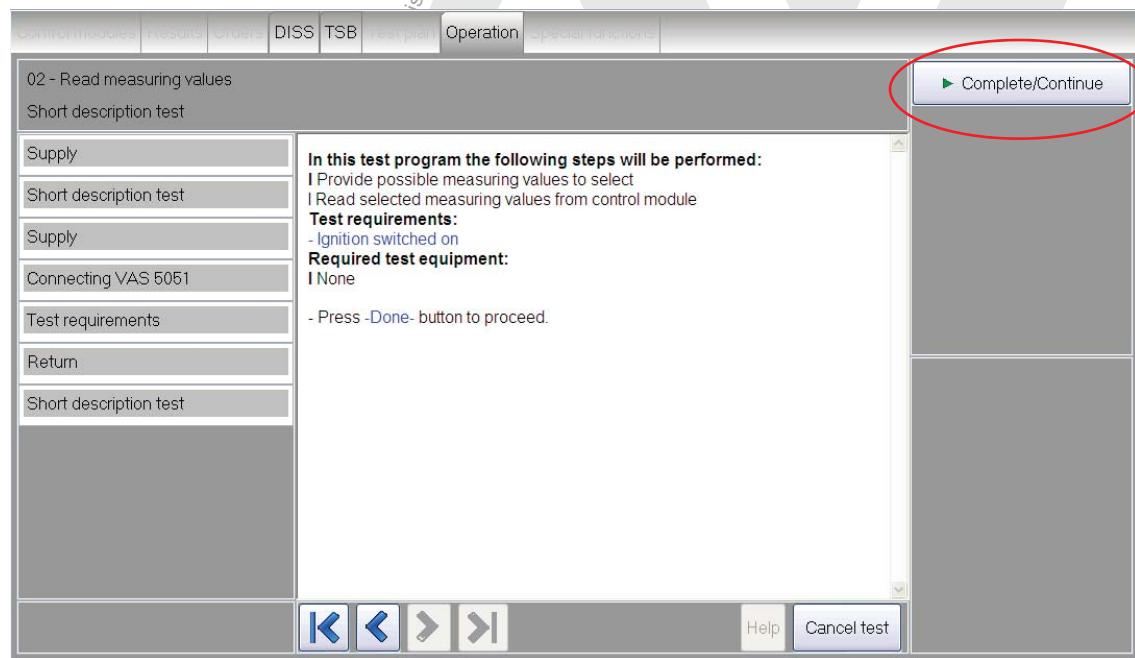 Control modules Results Orders DISS TSB Test plan Operation Special functions
02 - Read measuring values
Short description test
Complete/Continue
Supply
Short description test
Supply
Connecting VAS 5051
Test requirements
Return
Short description test
In this test program the following steps will be performed:
l Provide possible measuring values to select
l Read selected measuring values from control module
Test requirements:
- Ignition switched on
Required test equipment:
l None
- Press -Done- button to proceed.
Help Cancel test